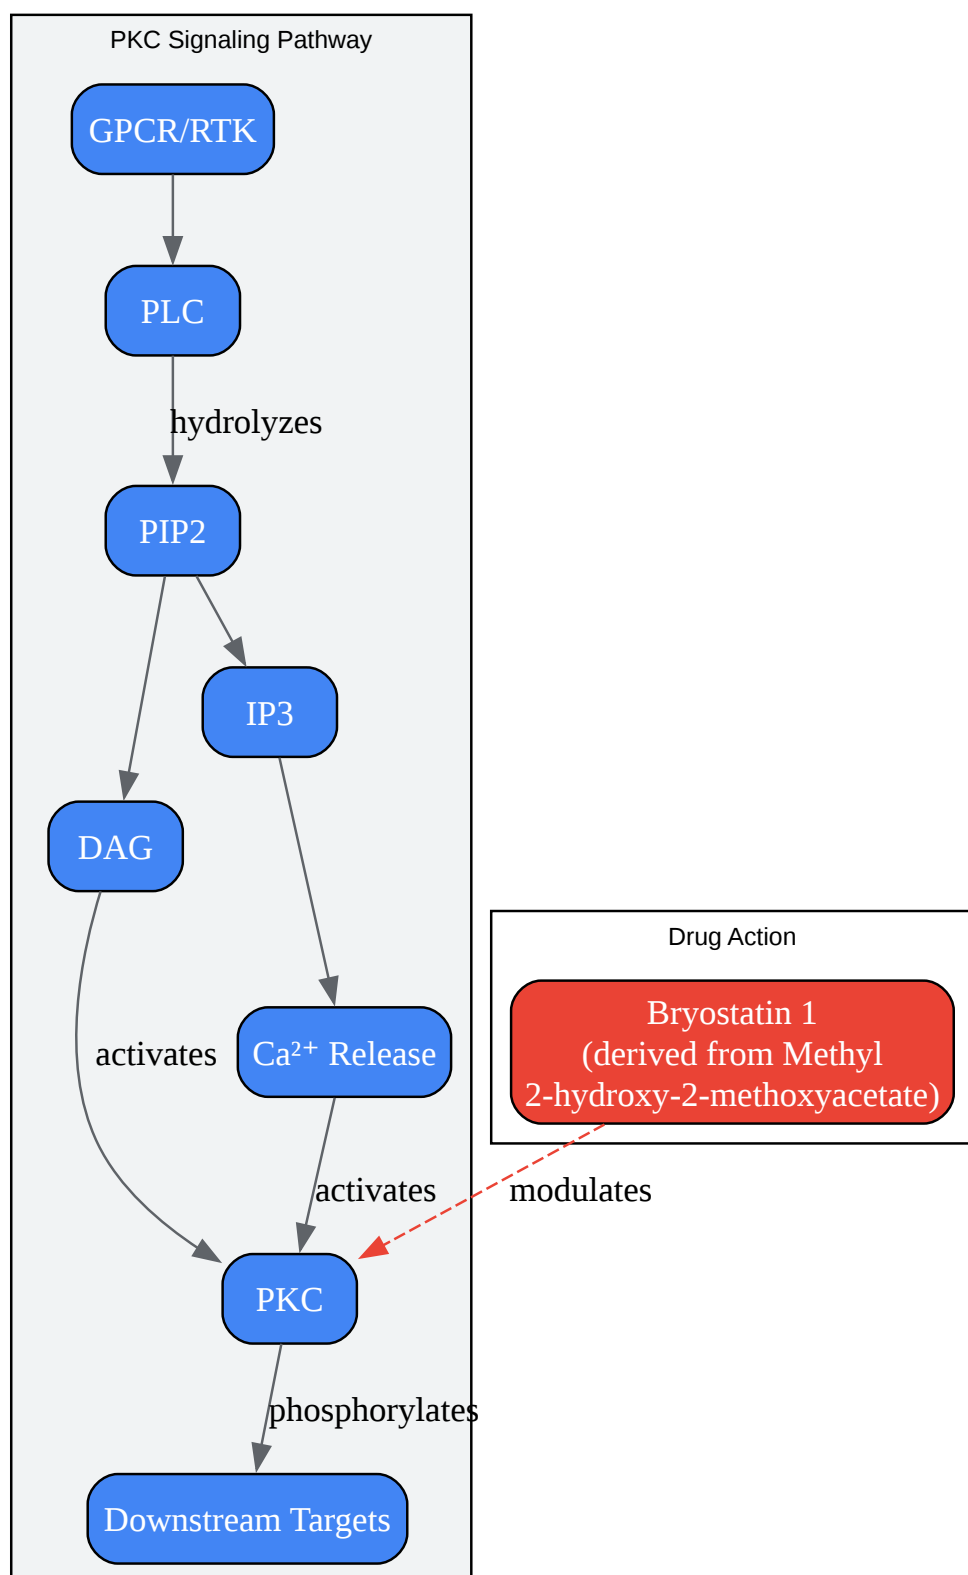 PKC Signaling Pathway
GPCR/RTK
PLC
hydrolyzes
PIP2
IP3
DAG
Drug Action
Bryostatin 1
(derived from Methyl
2-hydroxy-2-methoxyacetate)
Ca²⁺ Release
activates
activates
modulates
PKC
phosphorylates
Downstream Targets